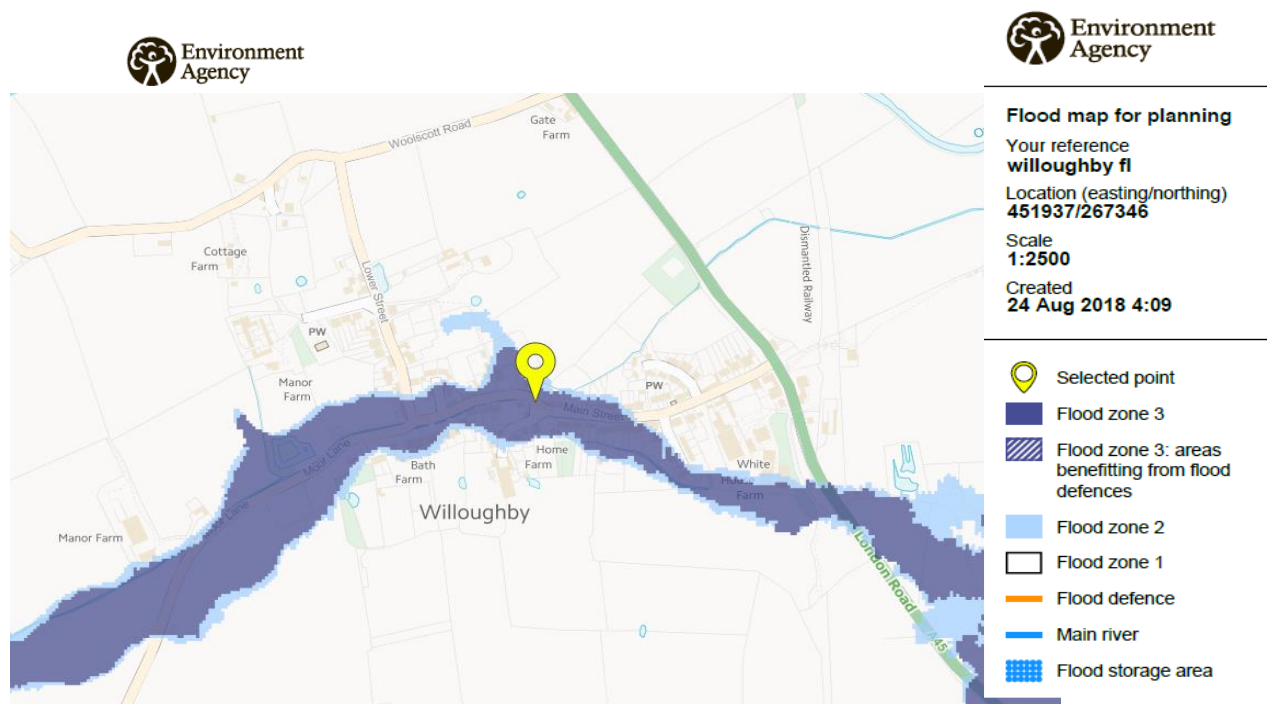 Environment
Agency
Woolscott Road
Gate
Farm
Cottage
Farm
Lower Street
Dismantled Railway
PW
Manor
Farm
PW
Main Street
Moor Lane
Bath
Farm
Home
Farm
White
Farm
Willoughby
Manor Farm
Lane
London Road
A45
Environment
Agency
Flood map for planning
Your reference
willoughby fl
Location (easting/northing)
451937/267346
Scale
1:2500
Created
24 Aug 2018 4:09
Selected point
Flood zone 3
Flood zone 3: areas
benefitting from flood
defences
Flood zone 2
Flood zone 1
Flood defence
Main river
Flood storage area